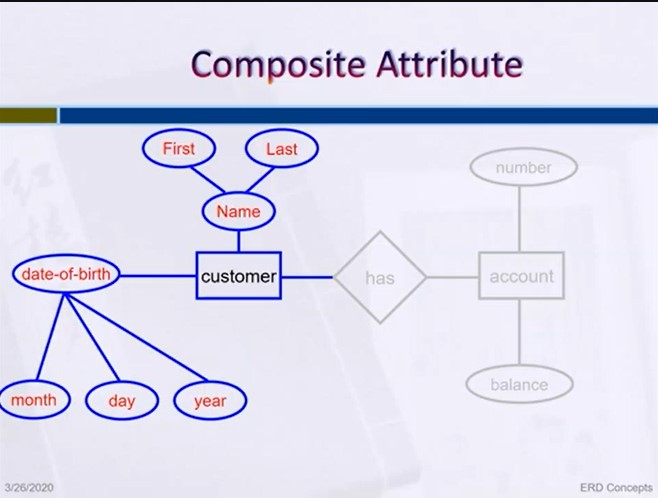 Composite Attribute
First
Last
number
Name
date-of-birth
customer
has
account
month
day
year
balance
3/26/2020
ERD Concepts